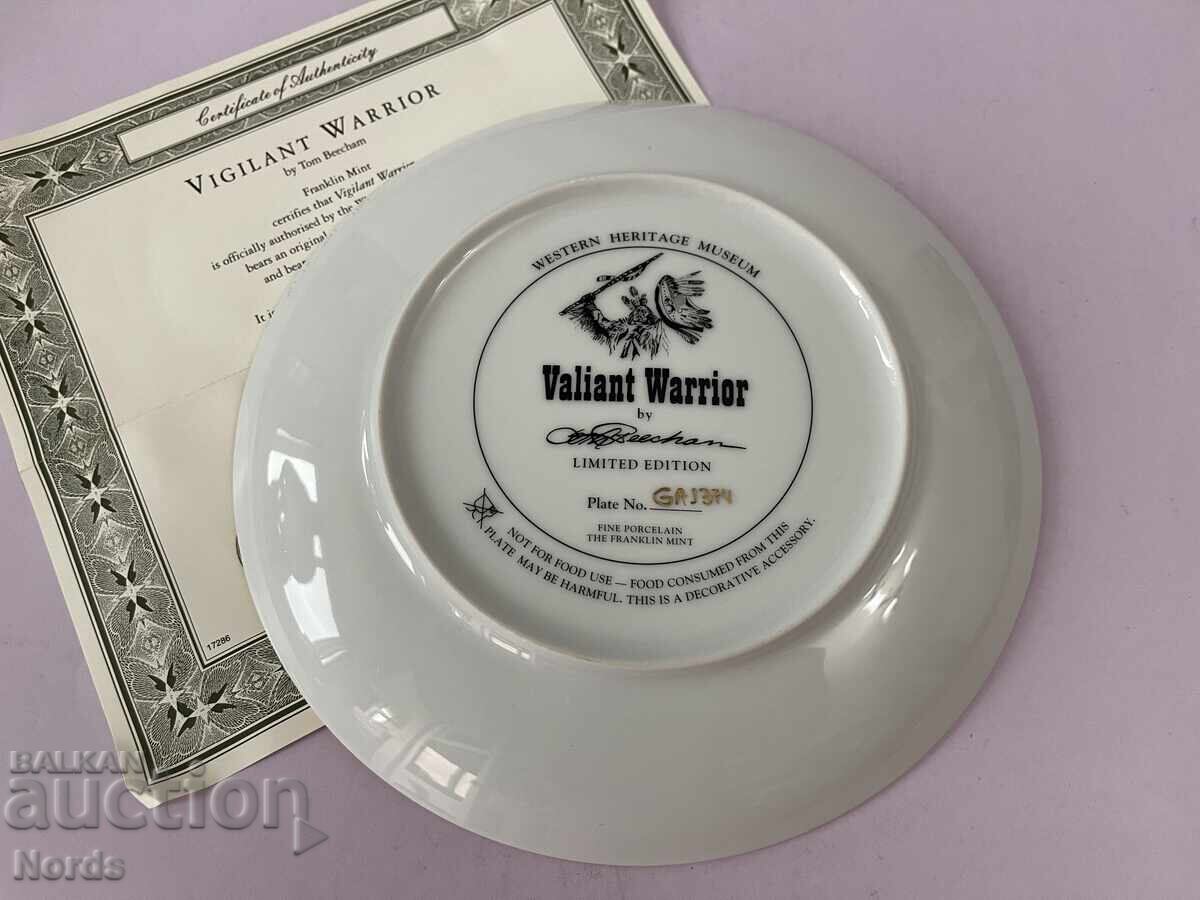 Certificate of Authenticity
VIGILANT WARRIOR
by Tom Beecham
Franklin Mint
certifies that Vigilant Warrior
is officially authorised by the
bears an original
and bear
It i
17286
WESTERN HERITAGE MUSEUM
Valiant Warrior
by
Beecham
LIMITED EDITION
Plate No. GA1374
FINE PORCELAIN
THE FRANKLIN MINT
NOT FOR FOOD USE — FOOD CONSUMED FROM THIS
PLATE MAY BE HARMFUL. THIS IS A DECORATIVE ACCESSORY.
BALKAN
auction
Nords